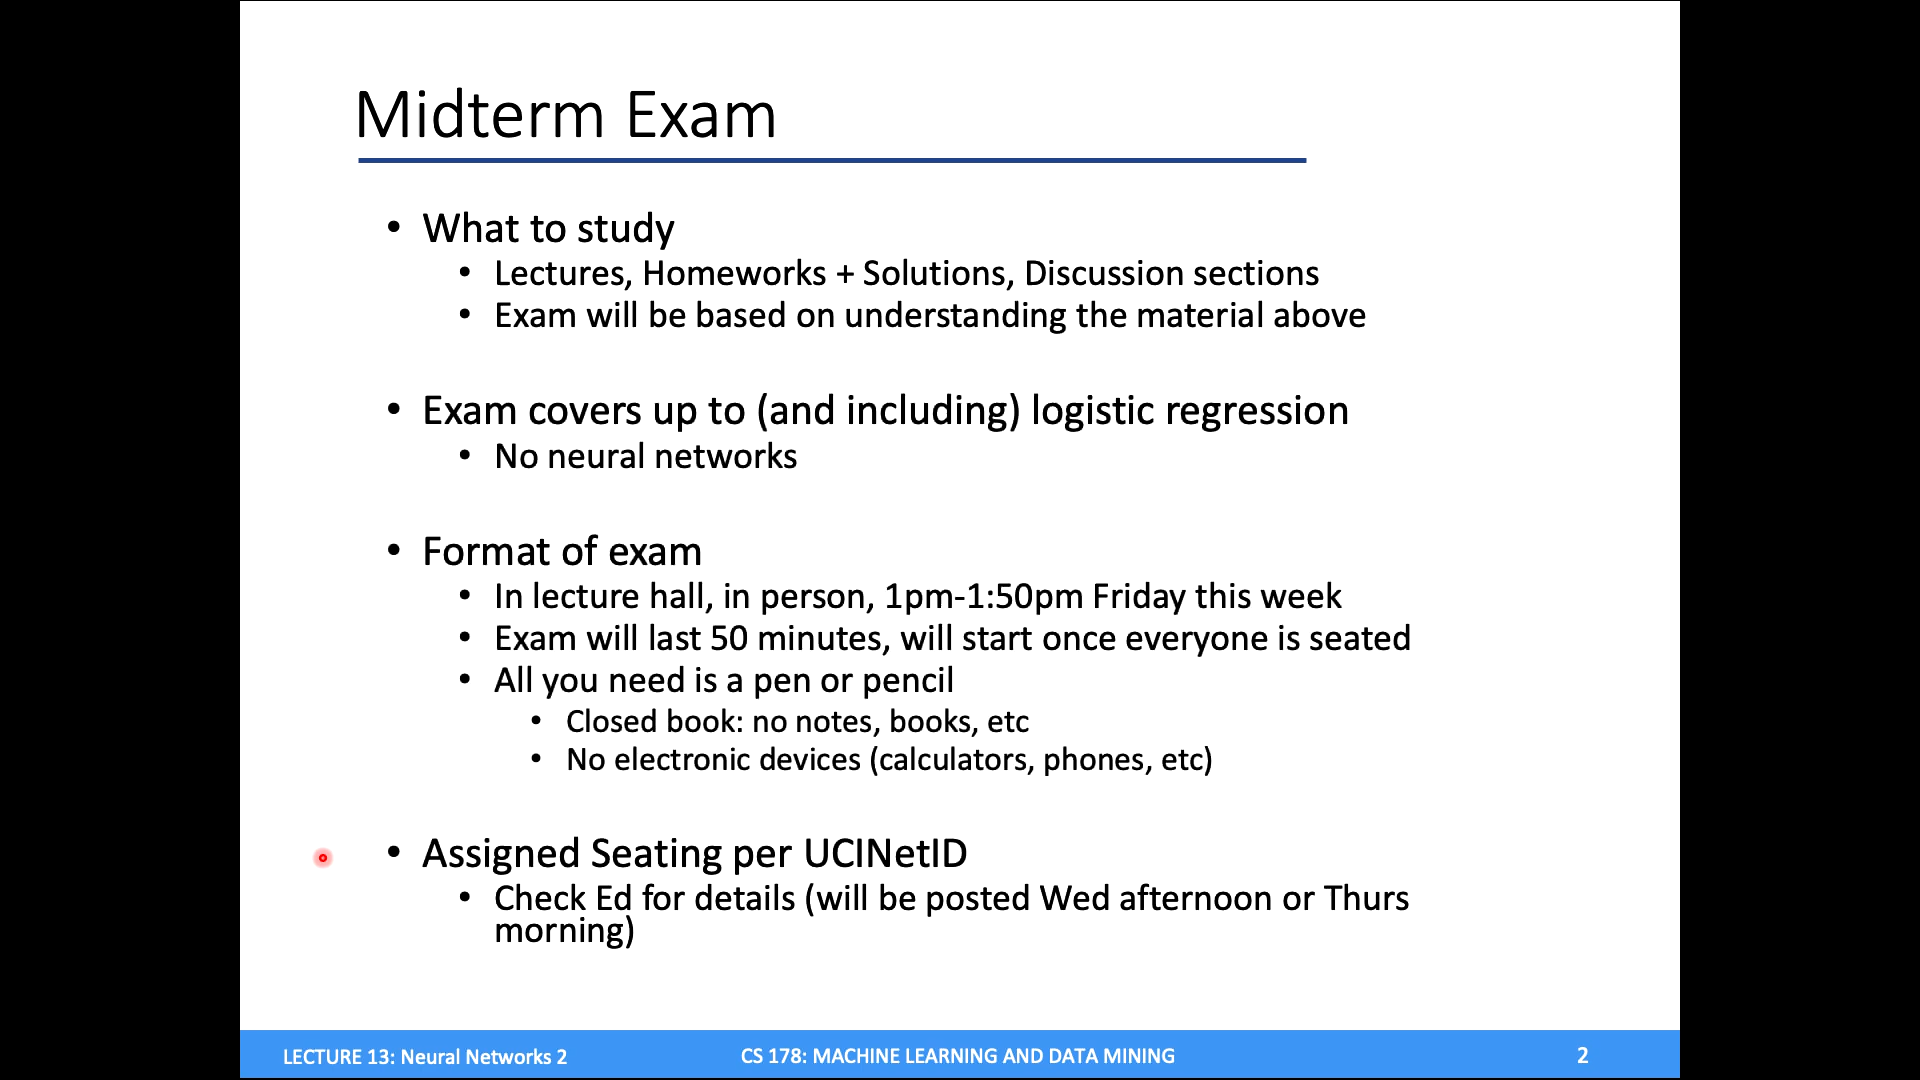 Midterm Exam
• What to study
• Lectures, Homeworks + Solutions, Discussion sections
• Exam will be based on understanding the material above
• Exam covers up to (and including) logistic regression
• No neural networks
• Format of exam
• In lecture hall, in person, 1pm-1:50pm Friday this week
• Exam will last 50 minutes, will start once everyone is seated
• All you need is a pen or pencil
• Closed book: no notes, books, etc
• No electronic devices (calculators, phones, etc)
• Assigned Seating per UCINetID
• Check Ed for details (will be posted Wed afternoon or Thurs
morning)
LECTURE 13: Neural Networks 2
CS 178: MACHINE LEARNING AND DATA MINING
2